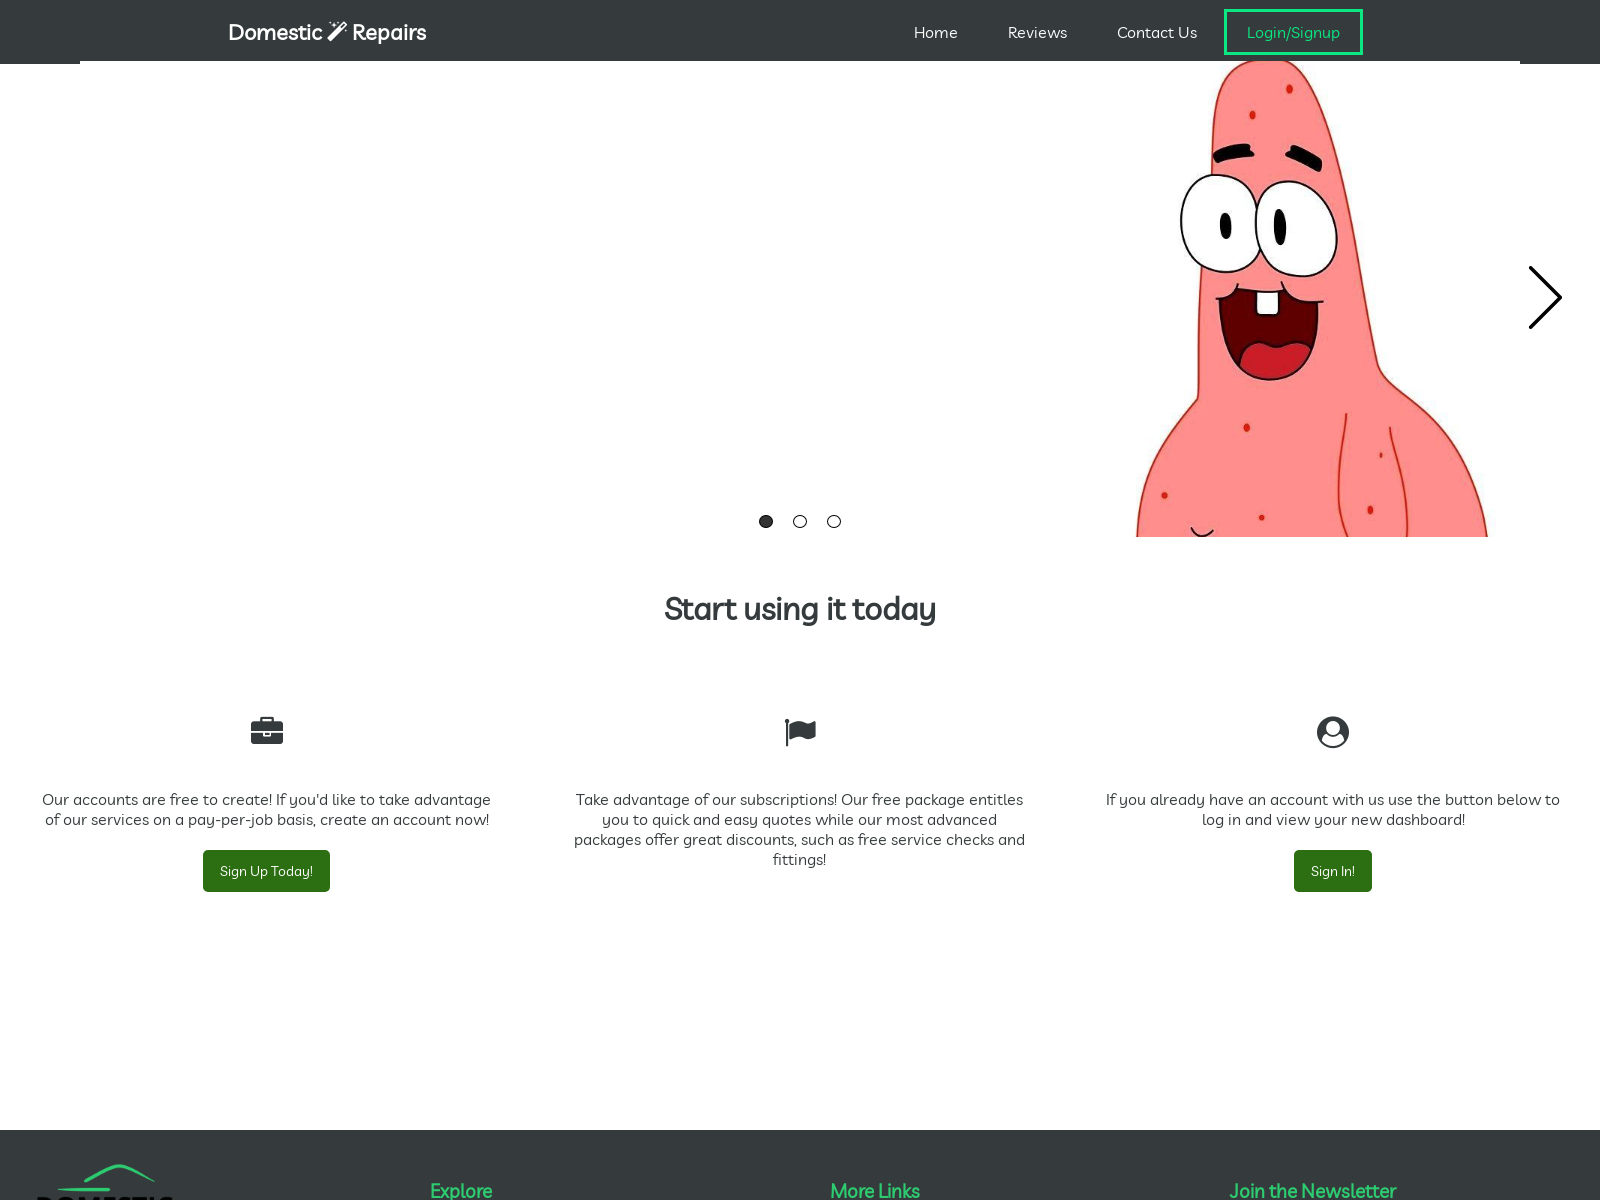 Domestic Repairs
Home
Reviews
Contact Us
Login/Signup
Start using it today
Our accounts are free to create! If you'd like to take advantage
of our services on a pay-per-job basis, create an account now!
Sign Up Today!
Take advantage of our subscriptions! Our free package entitles
you to quick and easy quotes while our most advanced
packages offer great discounts, such as free service checks and
fittings!
If you already have an account with us use the button below to
log in and view your new dashboard!
Sign In!
DOMESTIC
Explore
More Links
Join the Newsletter